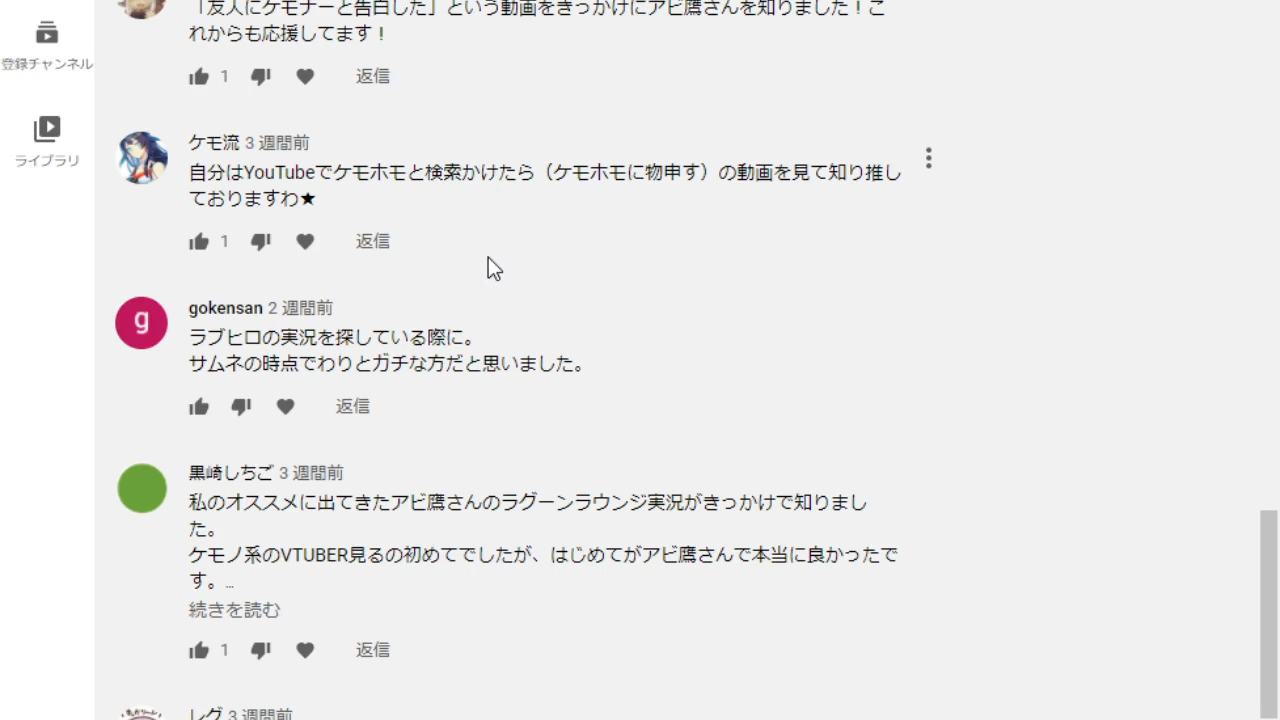 「友人にケモナーと告白した」という動画をきっかけにアビ鷹さんを知りました！こ
れからも応援してます！
登録チャンネル
1 返信
ライブラリ
ケモ流 3 週間前
自分はYouTubeでケモホモと検索かけたら（ケモホモに物申す）の動画を見て知り推し
ておりますわ★
1 返信
g
gokensan 2 週間前
ラブヒロの実況を探している際に。
サムネの時点でわりとガチな方だと思いました。
返信
黒崎しちご 3 週間前
私のオススメに出てきたアビ鷹さんのラグーンラウンジ実況がきっかけで知りまし
た。
ケモノ系のVTUBER見るの初めてでしたが、はじめてがアビ鷹さんで本当に良かったで
す。…
続きを読む
1 返信
レグ 3 週間前